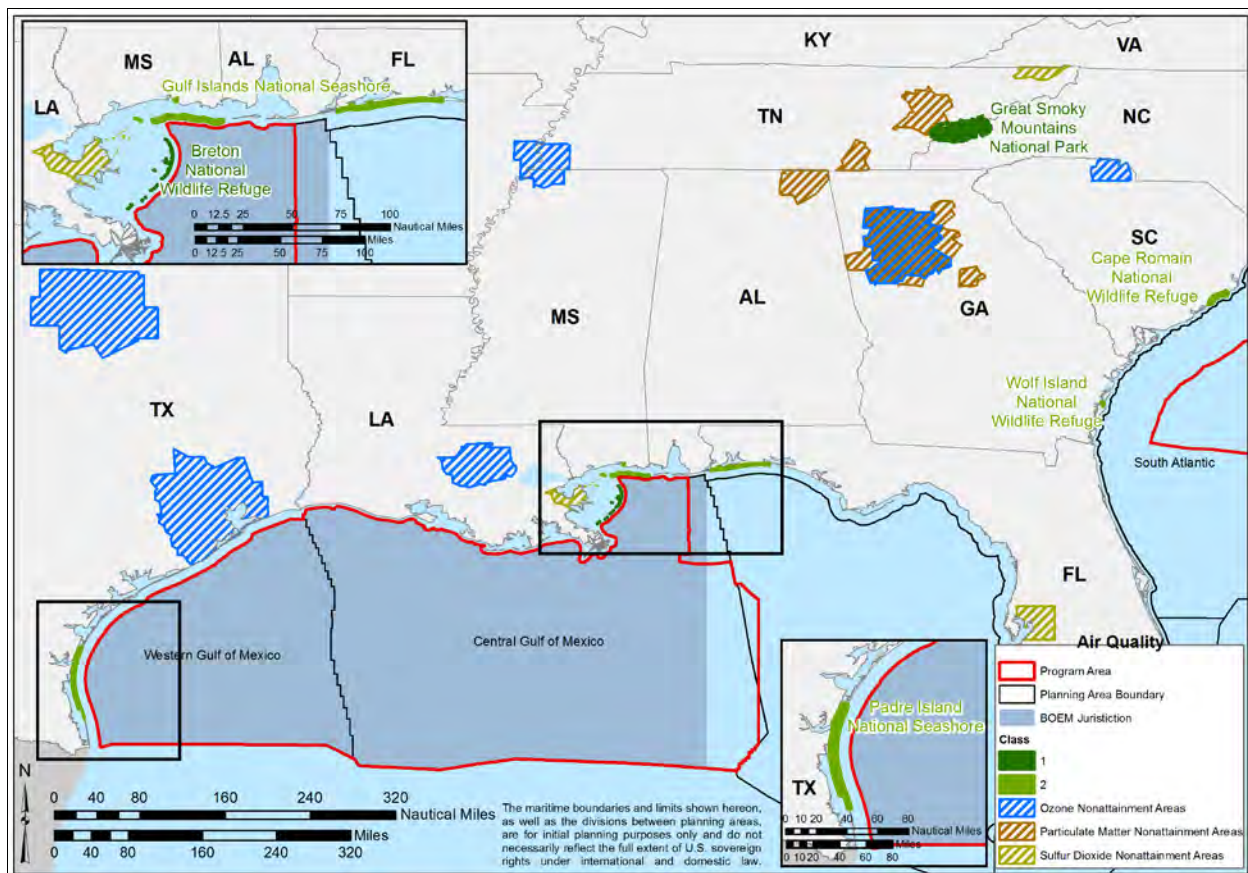 MS
AL
FL
Gulf Islands National Seashore
LA
Breton
National
Wildlife Refuge
0 12.5 25 50 75 100
Nautical Miles
Miles
0 12.5 25 50 75 100
KY
VA
TN
NC
Great Smoky
Mountains
National Park
SC
Cape Romain
National
Wildlife Refuge
MS
AL
GA
TX
LA
Wolf Island
National
Wildlife Refuge
South Atlantic
FL
Western Gulf of Mexico
Central Gulf of Mexico
Padre Island
National Seashore
TX
0 10 20 40 60 80
Nautical Miles
Miles
0 10 20 40 60 80
N
0 40 80 160 240 320
Nautical Miles
Miles
0 40 80 160 240 320
The maritime boundaries and limits shown hereon,
as well as the divisions between planning areas,
are for initial planning purposes only and do not
necessarily reflect the full extent of U.S. sovereign
rights under international and domestic law.
Air Quality
Program Area
Planning Area Boundary
BOEM Juristiction
Class
1
2
Ozone Nonattainment Areas
Particulate Matter Nonattainment Areas
Sulfur Dioxide Nonattainment Areas